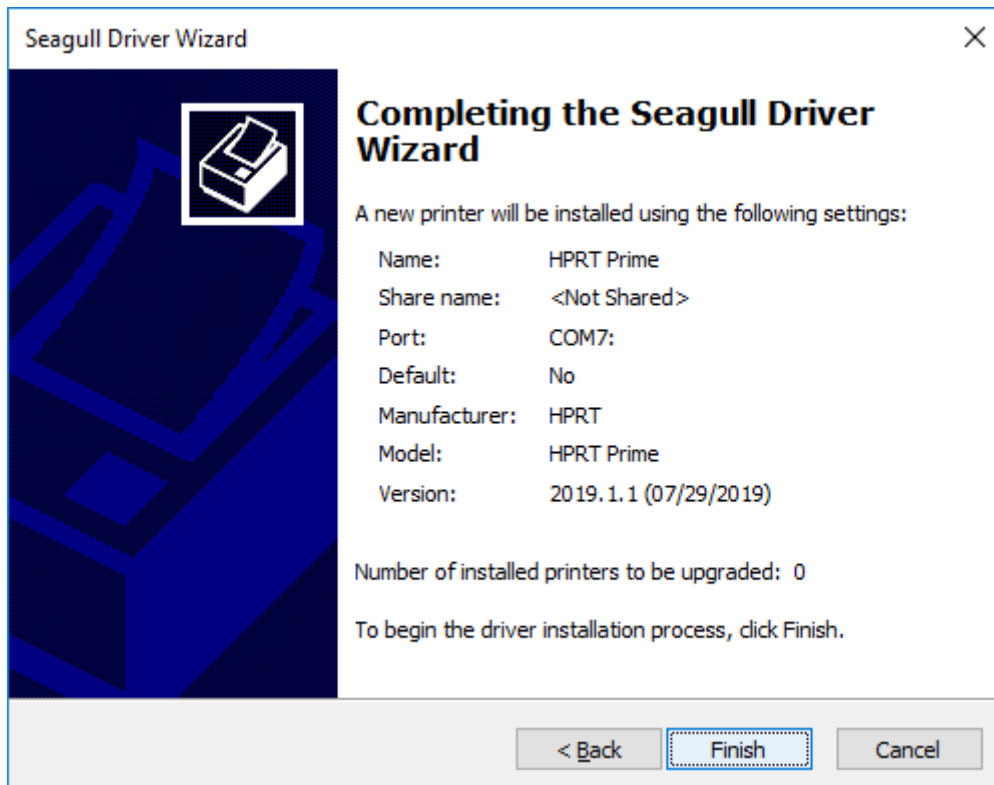 Seagull Driver Wizard
Completing the Seagull Driver
Wizard
A new printer will be installed using the following settings:
Name: HPRT Prime
Share name: <Not Shared>
Port: COM7:
Default: No
Manufacturer: HPRT
Model: HPRT Prime
Version: 2019.1.1 (07/29/2019)
Number of installed printers to be upgraded: 0
To begin the driver installation process, click Finish.
< Back Finish Cancel